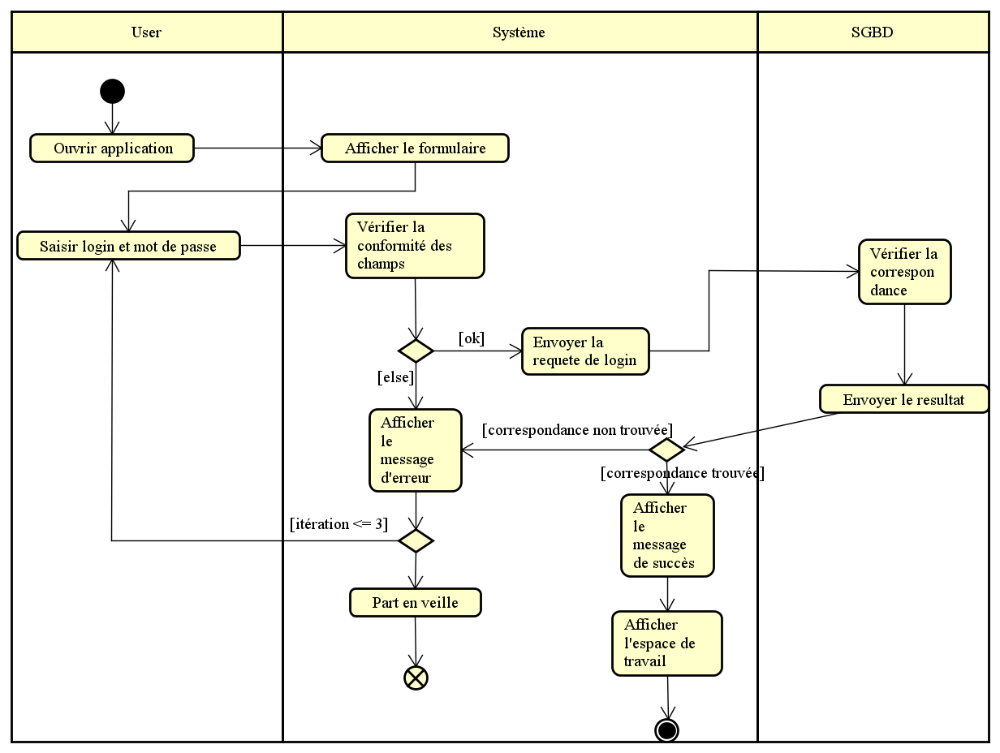 User
Système
SGBD
Ouvrir application
Afficher le formulaire
Saisir login et mot de passe
Vérifier la
conformité des
champs
Vérifier la
correspon
dance
[ok]
Envoyer la
requete de login
[else]
Envoyer le resultat
Afficher
le
message
d'erreur
[correspondance non trouvée]
[correspondance trouvée]
Afficher
le
message
de succès
[itération <= 3]
Part en veille
Afficher
l'espace de
travail